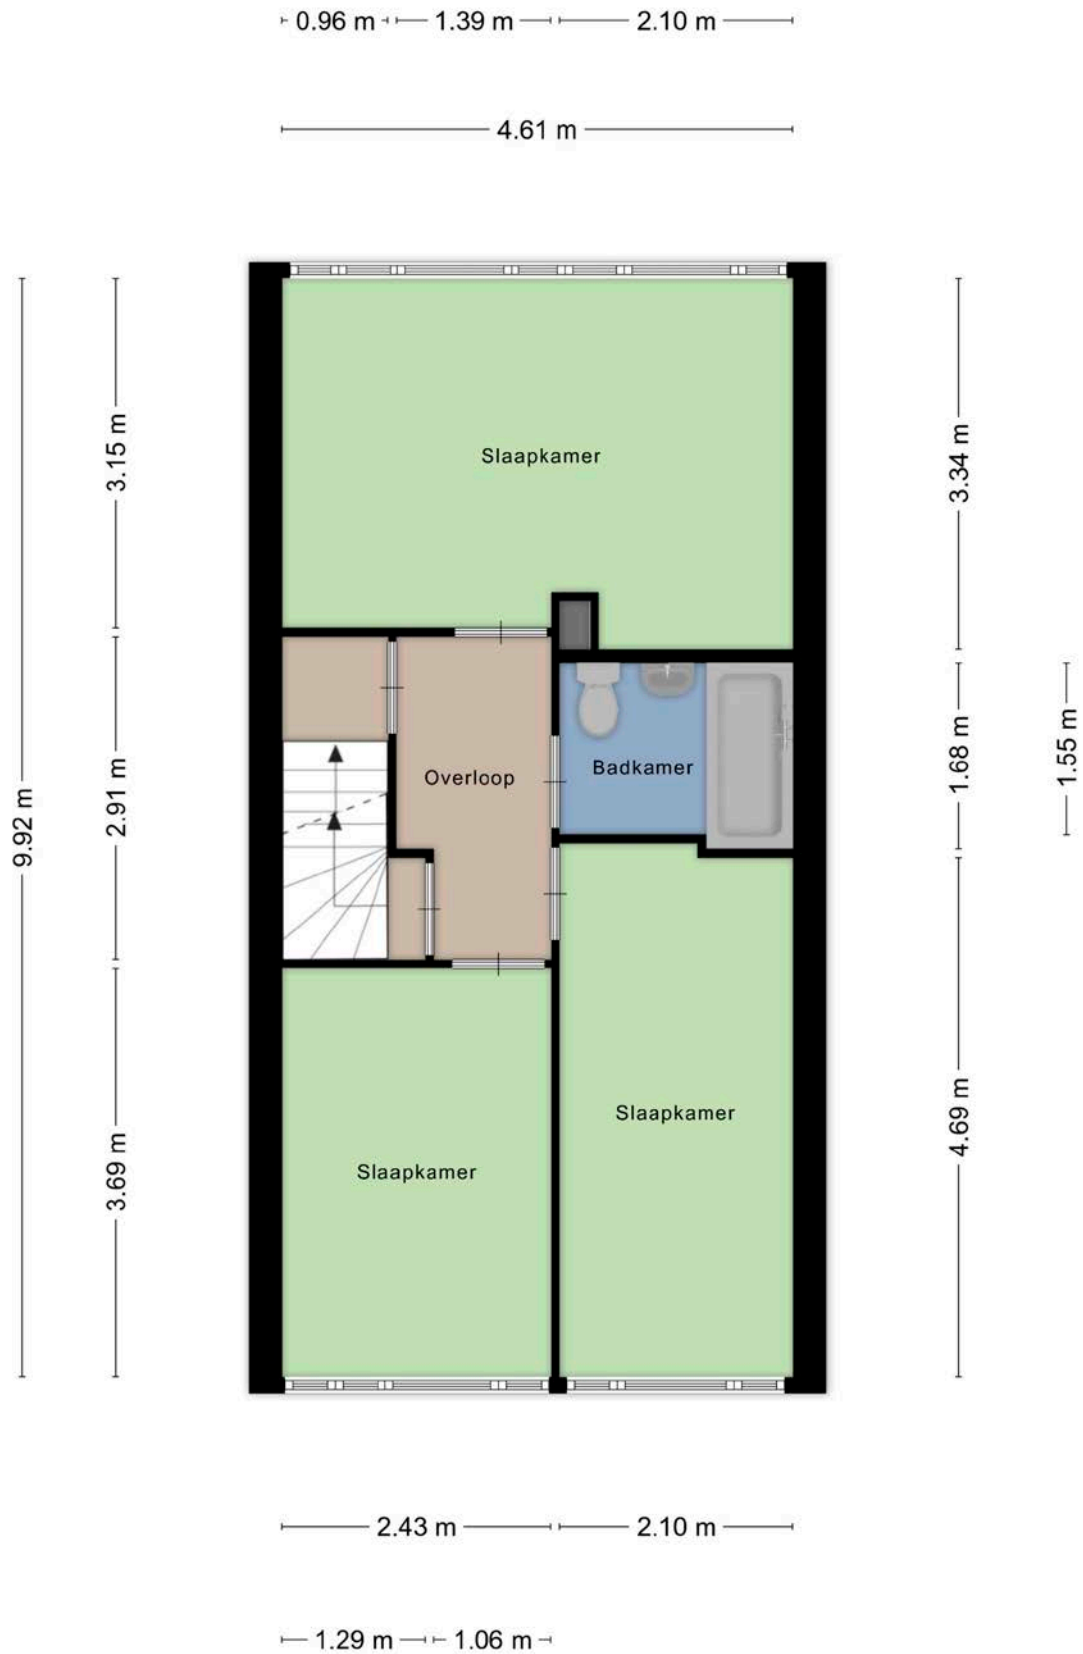 0.96 m
1.39 m
2.10 m
4.61 m
3.15 m
3.34 m
Slaapkamer
9.92 m
2.91 m
Overloop
Badkamer
1.68 m
1.55 m
3.69 m
4.69 m
Slaapkamer
Slaapkamer
2.43 m
2.10 m
1.29 m
1.06 m